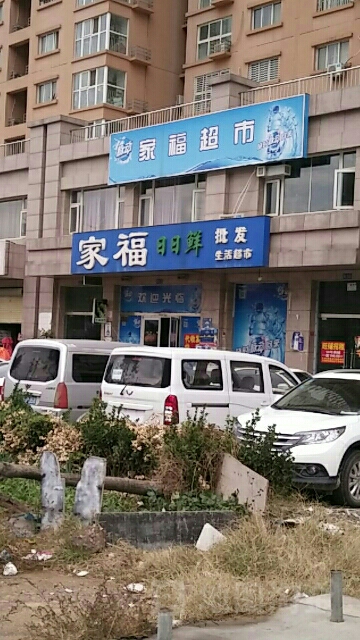 家福超市
家福日日鲜 批发
生活超市
欢迎光临